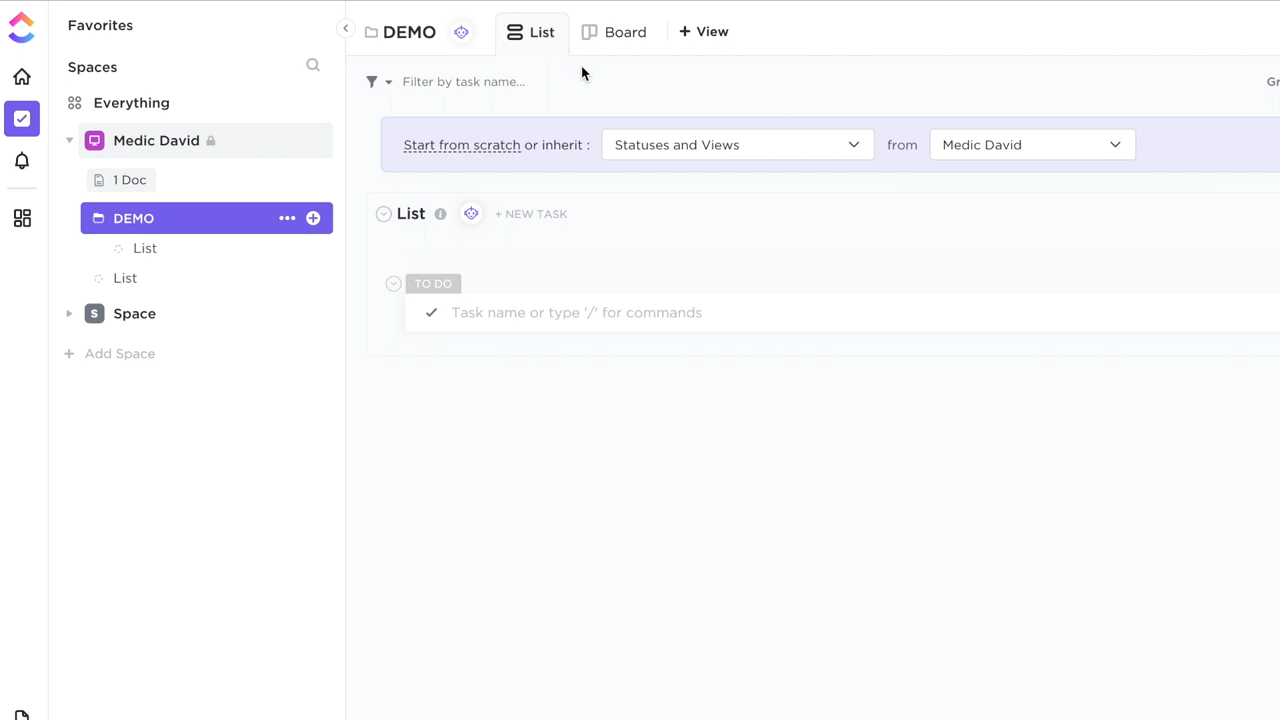 Favorites
Spaces
Everything
Medic David
1 Doc
DEMO
List
List
S Space
+ Add Space
DEMO
List
Board
+ View
Filter by task name...
Gr
Start from scratch or inherit : Statuses and Views from Medic David
List + NEW TASK
TO DO
Task name or type '/' for commands